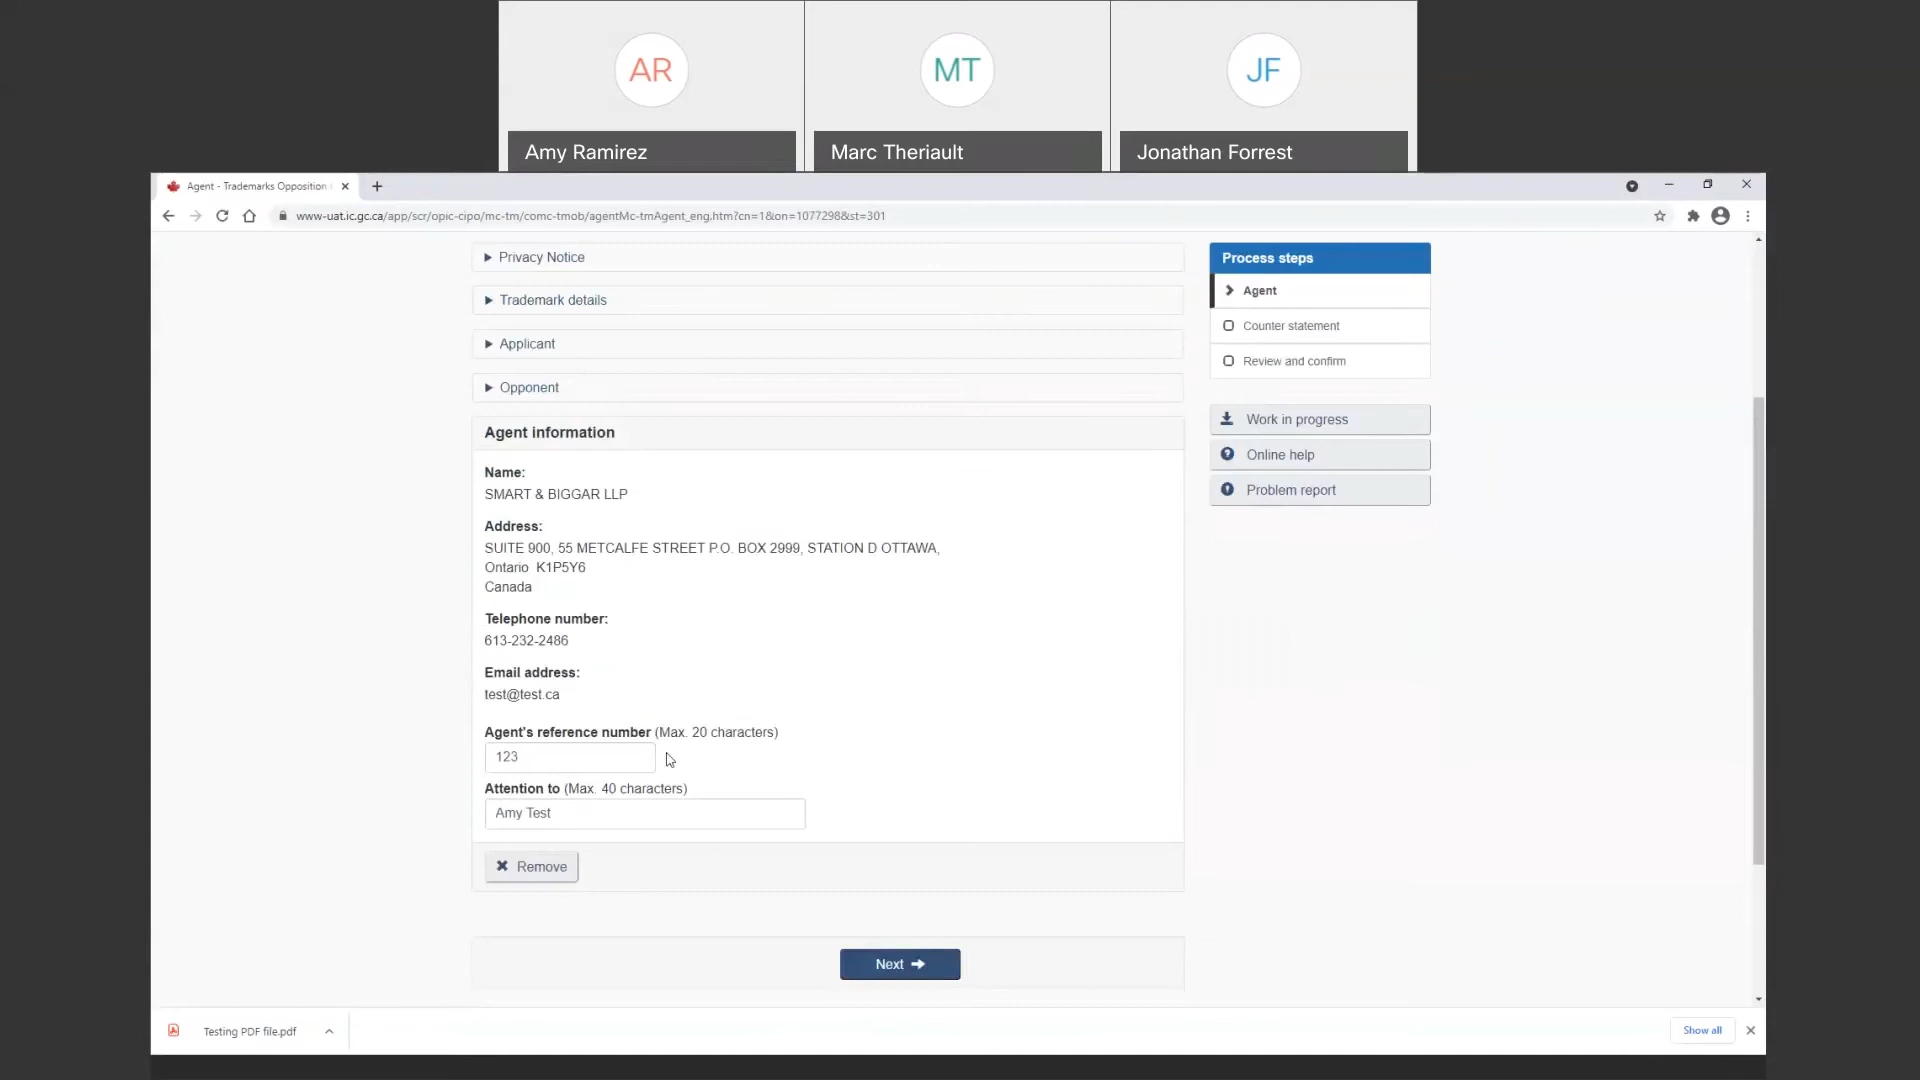 AR
MT
JF
Amy Ramirez
Marc Theriault
Jonathan Forrest
Agent - Trademarks Opposition
www-uat.ic.gc.ca/app/scr/opic-cipo/mc-tm/comc-tmob/agentMc-tmAgent_eng.htm?cn=1&on=1077298&st=301
Privacy Notice
Trademark details
Applicant
Opponent
Agent information
Name:
SMART & BIGGAR LLP
Address:
SUITE 900, 55 METCALFE STREET P.O. BOX 2999, STATION D OTTAWA,
Ontario K1P5Y6
Canada
Telephone number:
613-232-2486
Email address:
test@test.ca
Agent's reference number (Max. 20 characters)
123
Attention to (Max. 40 characters)
Amy Test
Remove
Next
Process steps
Agent
Counter statement
Review and confirm
Work in progress
Online help
Problem report
Testing PDF file.pdf
Show all